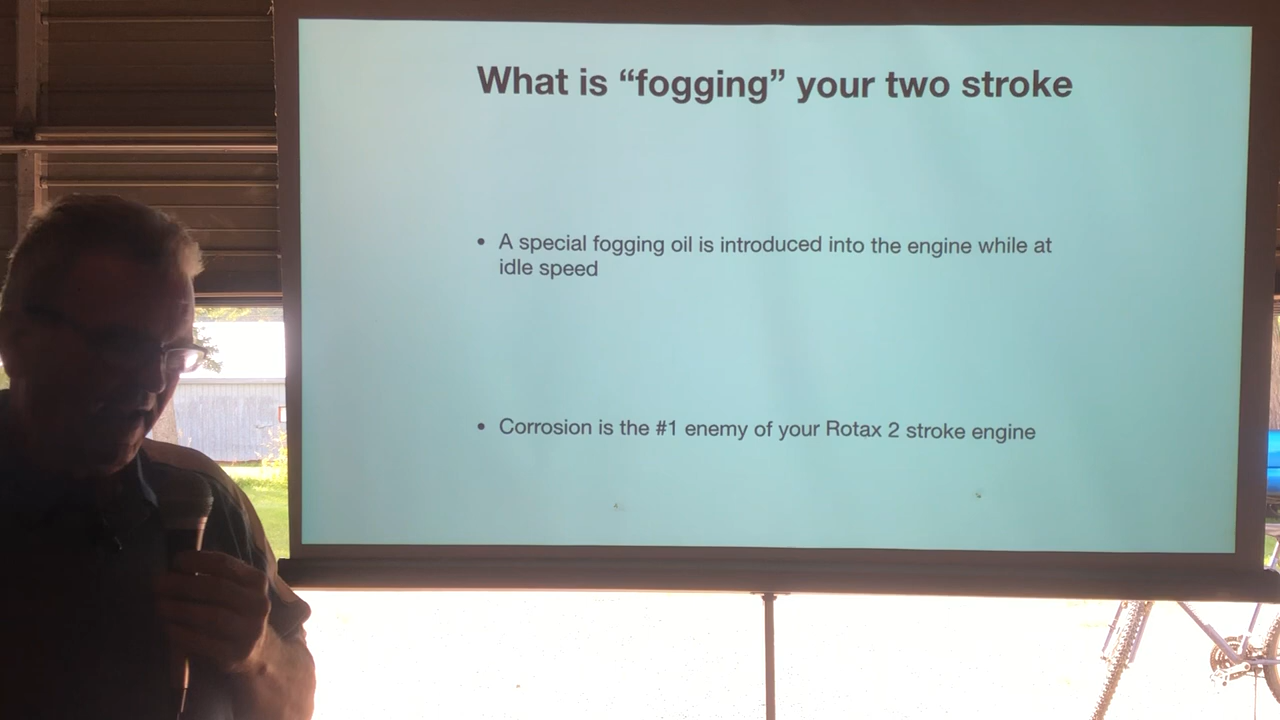 What is “fogging” your two stroke
• A special fogging oil is introduced into the engine while at
idle speed
• Corrosion is the #1 enemy of your Rotax 2 stroke engine